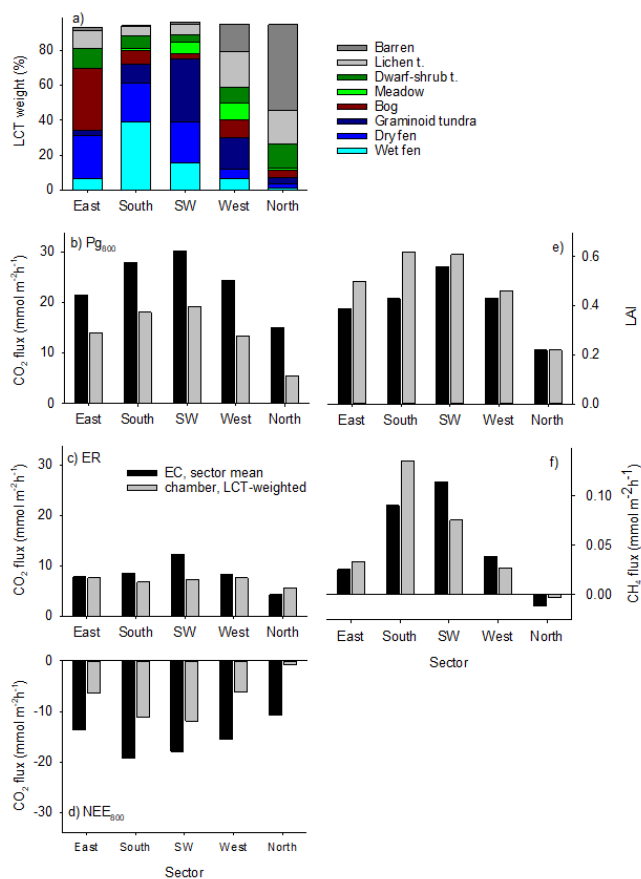 a)
LCT weight (%)
80
60
40
20
0
East South SW West North
Barren
Lichen t.
Dwarf-shrub t.
Meadow
Bog
Graminoid tundra
Dry fen
Wet fen
b) Pg800
CO2 flux (mmol m-2h-1)
30
20
10
0
East South SW West North
e)
LAI
0.6
0.4
0.2
0.0
East South SW West North
c) ER
CO2 flux (mmol m-2h-1)
30
20
10
0
EC, sector mean
chamber, LCT-weighted
East South SW West North
f)
CH4 flux (mmol m-2h-1)
0.10
0.05
0.00
East South SW West North
Sector
CO2 flux (mmol m-2h-1)
0
-10
-20
-30
d) NEE800
East South SW West North
Sector